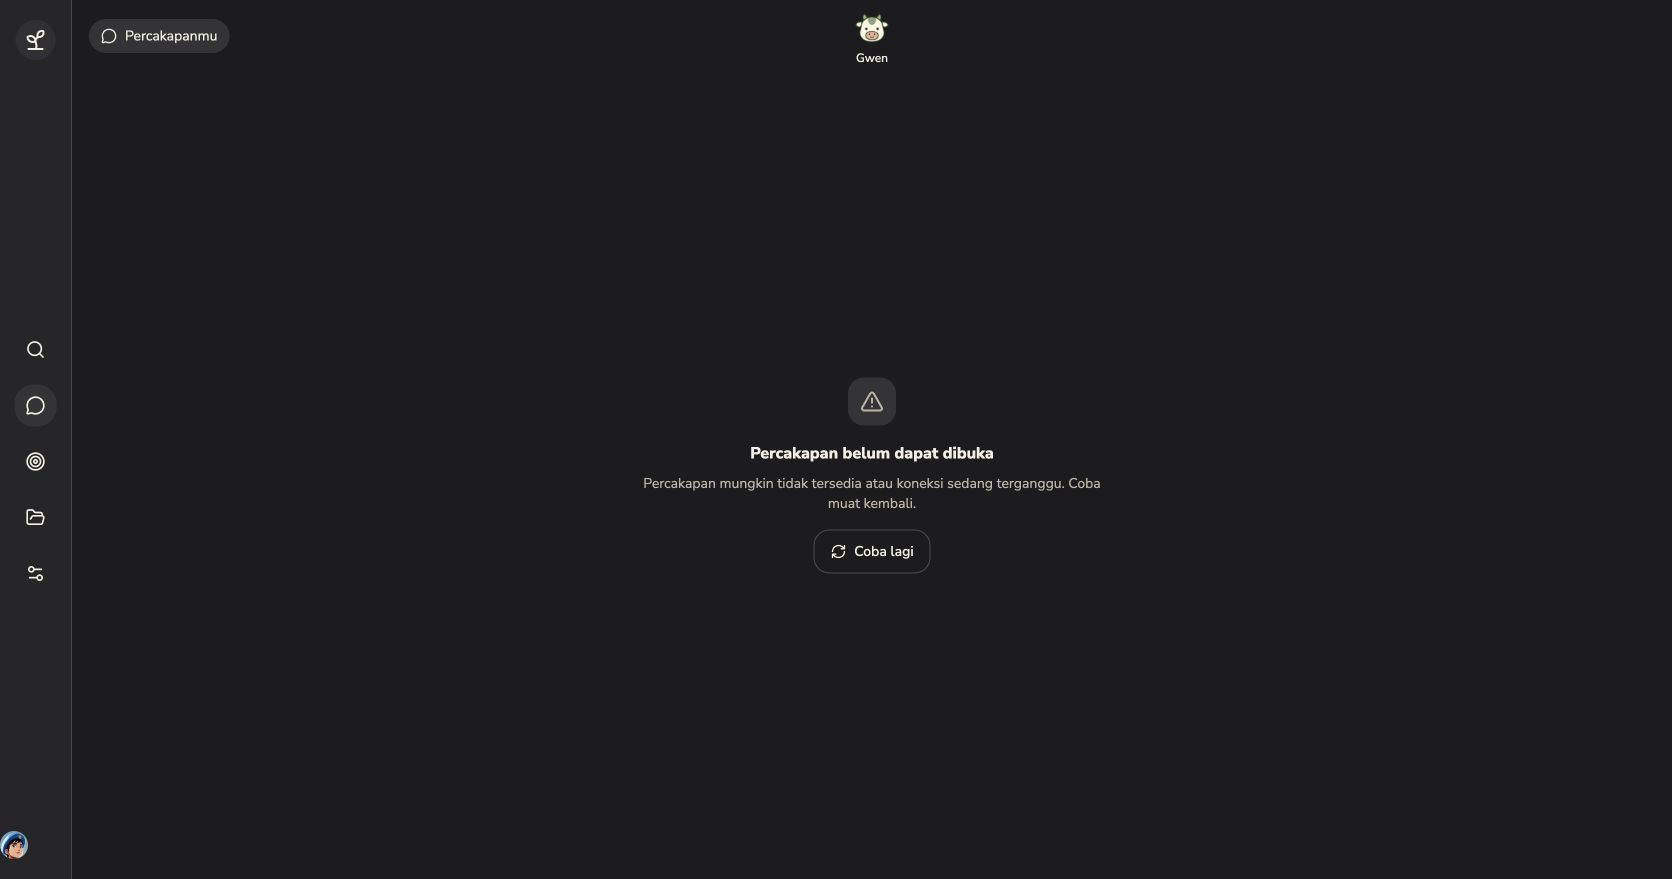 Percakapanmu
Gwen
Percakapan belum dapat dibuka
Percakapan mungkin tidak tersedia atau koneksi sedang terganggu. Coba
muat kembali.
Coba lagi